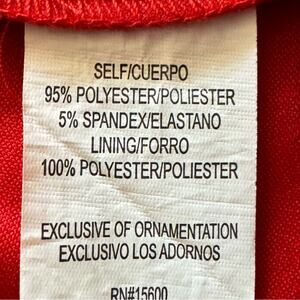 SELF/CUERPO
95% POLYESTER/POLIESTER
5% SPANDEX/ELASTANO
LINING/FORRO
100% POLYESTER/POLIESTER
EXCLUSIVE OF ORNAMENTATION
EXCLUSIVO LOS ADORNOS
RN#15600